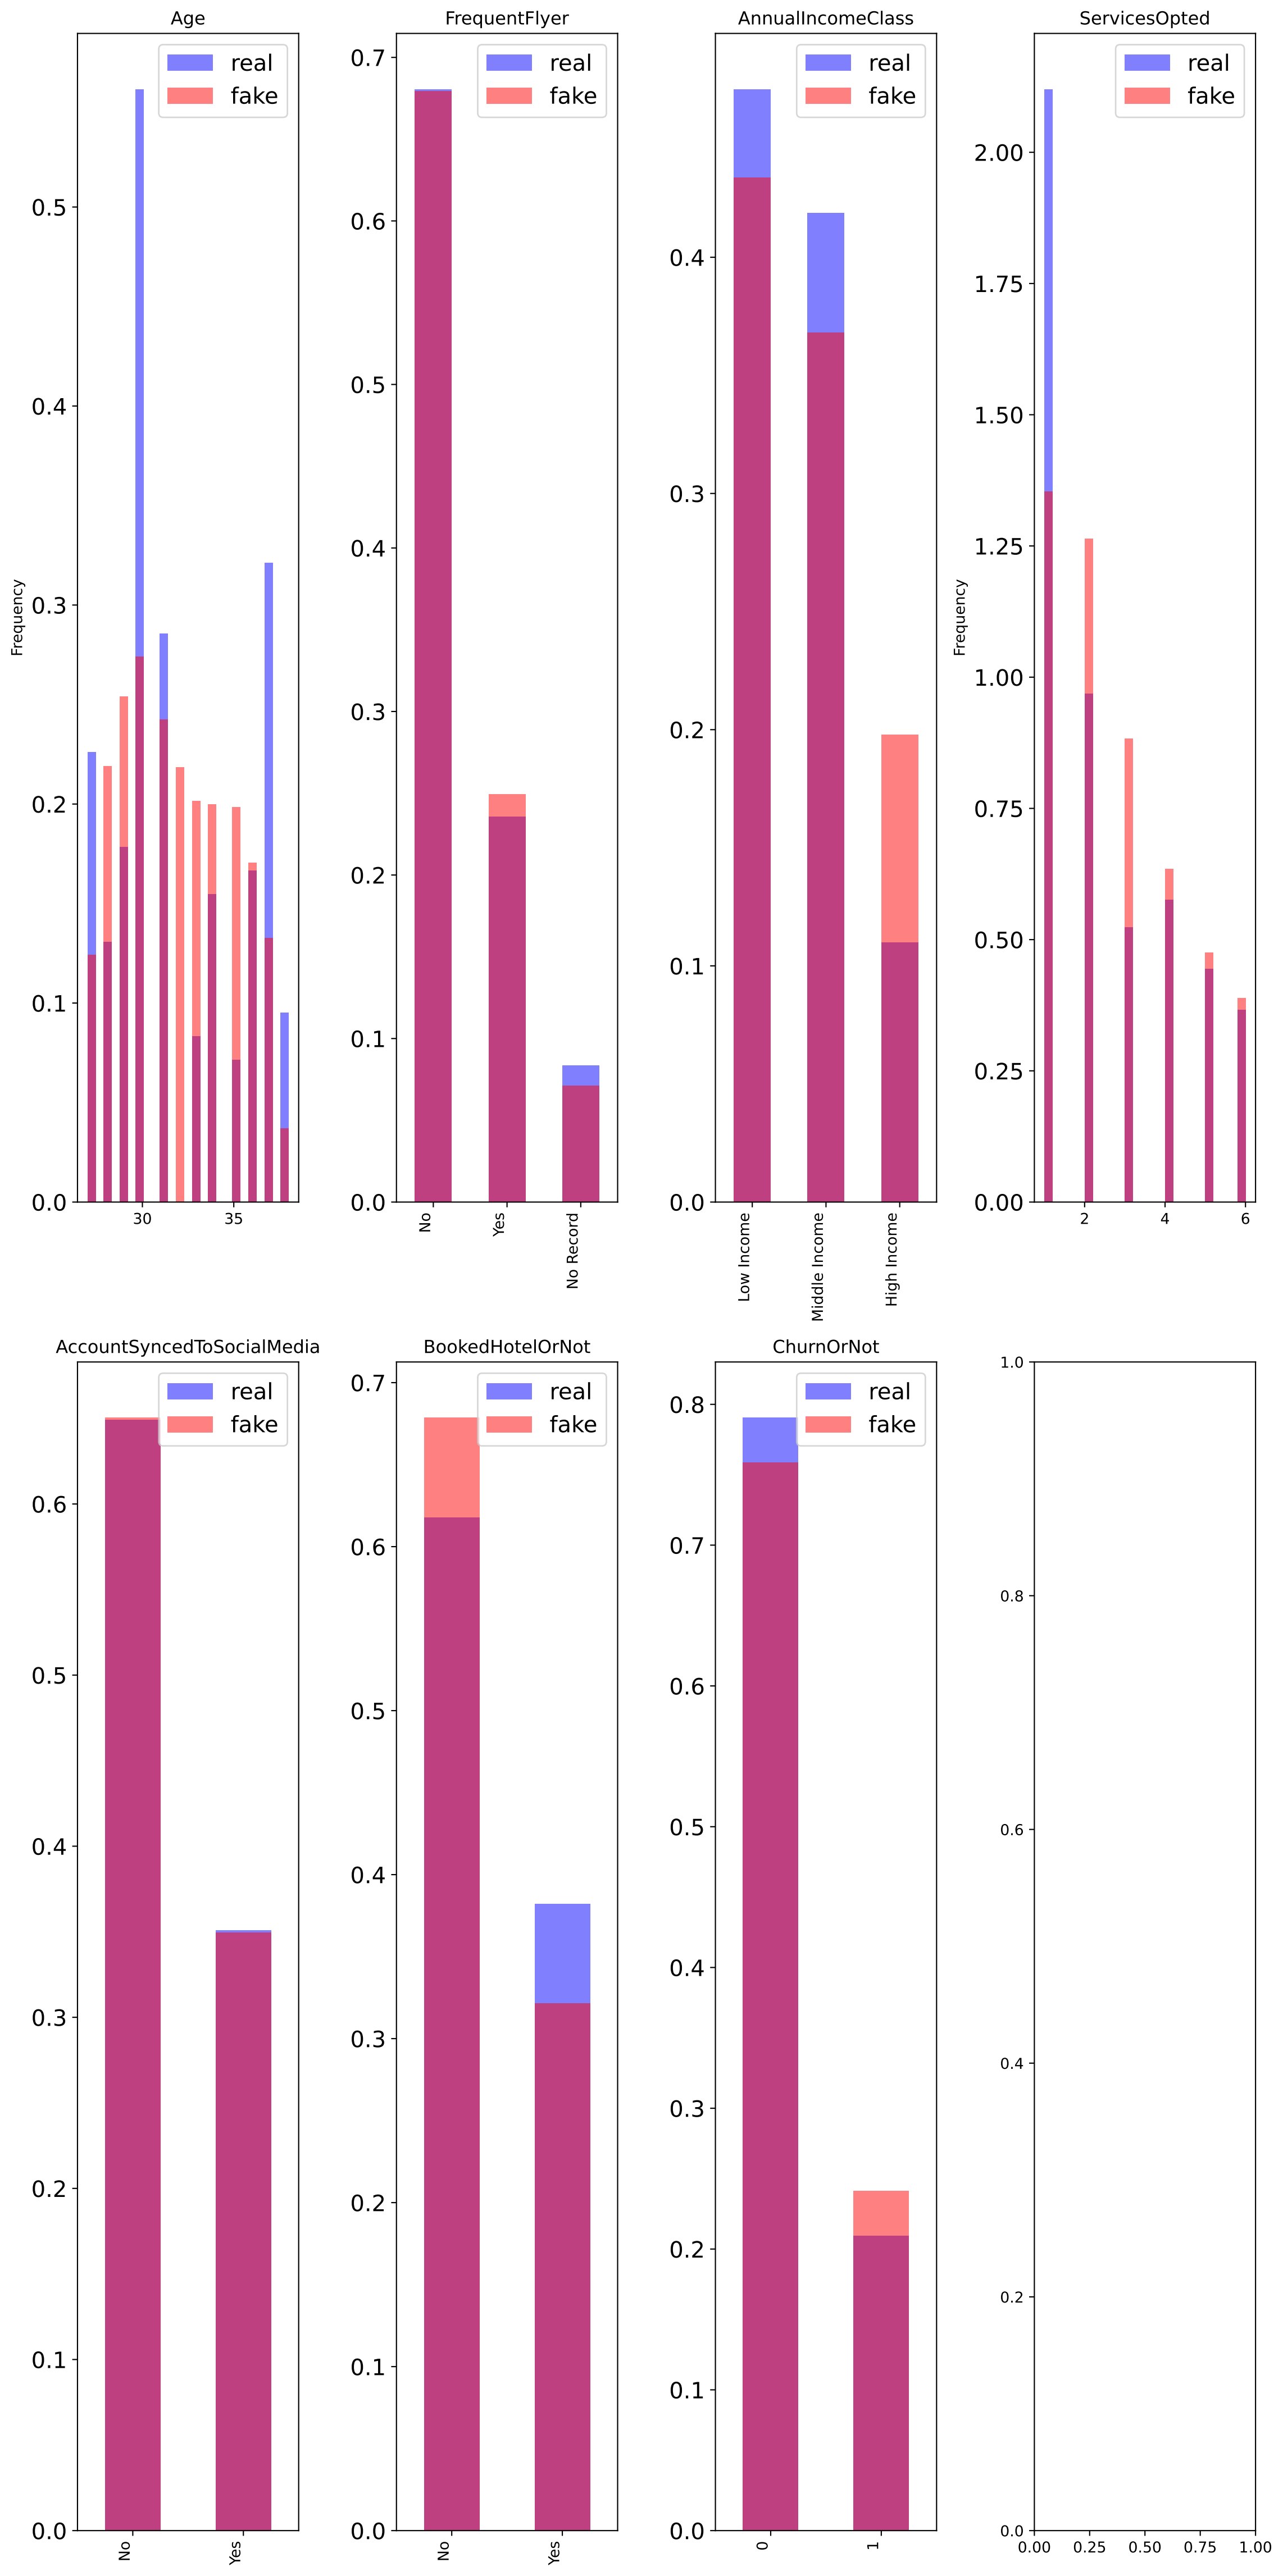 Age
real
fake
Frequency
0.5
0.4
0.3
0.2
0.1
0.0
30 35
FrequentFlyer
real
fake
0.7
0.6
0.5
0.4
0.3
0.2
0.1
0.0
No
Yes
No Record
AnnualIncomeClass
real
fake
0.4
0.3
0.2
0.1
0.0
Low Income
Middle Income
High Income
ServicesOpted
real
fake
Frequency
2.00
1.75
1.50
1.25
1.00
0.75
0.50
0.25
0.00
2 4 6
AccountSyncedToSocialMedia
real
fake
0.6
0.5
0.4
0.3
0.2
0.1
0.0
No
Yes
BookedHotelOrNot
real
fake
0.7
0.6
0.5
0.4
0.3
0.2
0.1
0.0
No
Yes
ChurnOrNot
real
fake
0.8
0.7
0.6
0.5
0.4
0.3
0.2
0.1
0.0
0
1
1.0
0.8
0.6
0.4
0.2
0.0
0.00 0.25 0.50 0.75 1.00